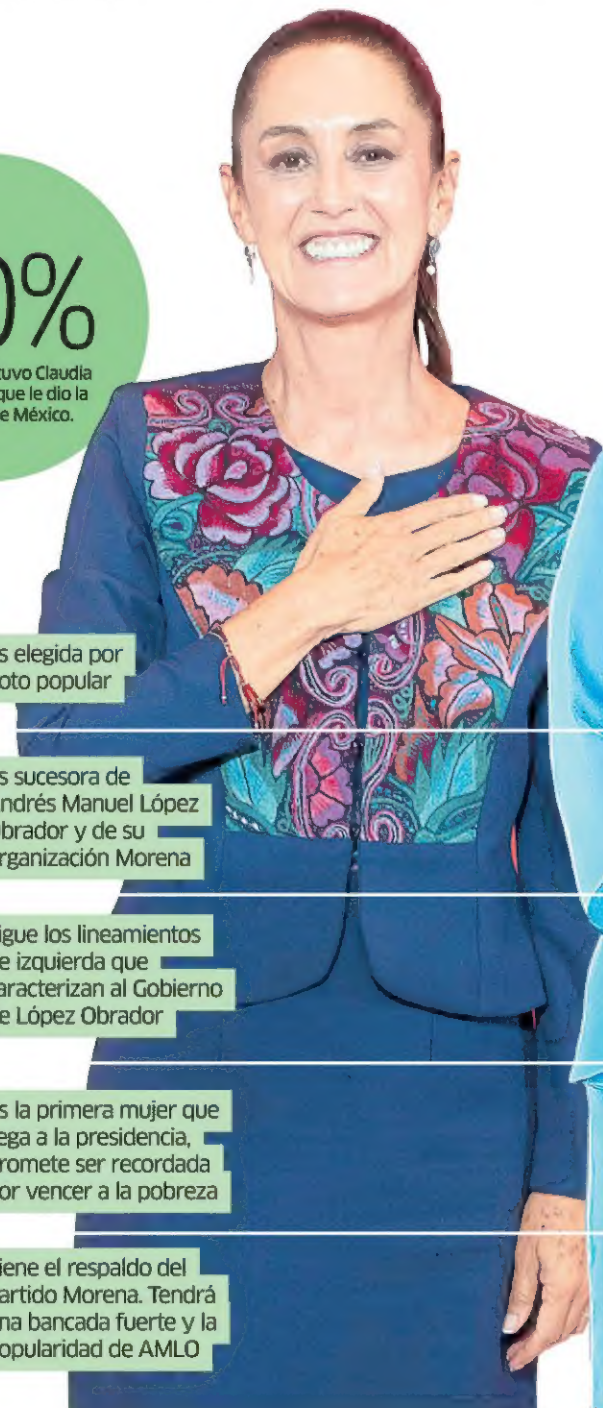 0%
tuvo Claudia
que le dio la
e México.
s elegida por
oto popular
s sucesora de
ndrés Manuel López
brador y de su
rganización Morena
igue los lineamientos
e izquierda que
aracterizan al Gobierno
e López Obrador
s la primera mujer que
ega a la presidencia,
romete ser recordada
or vencer a la pobreza
iene el respaldo del
artido Morena. Tendrá
na bancada fuerte y la
opularidad de AMLO